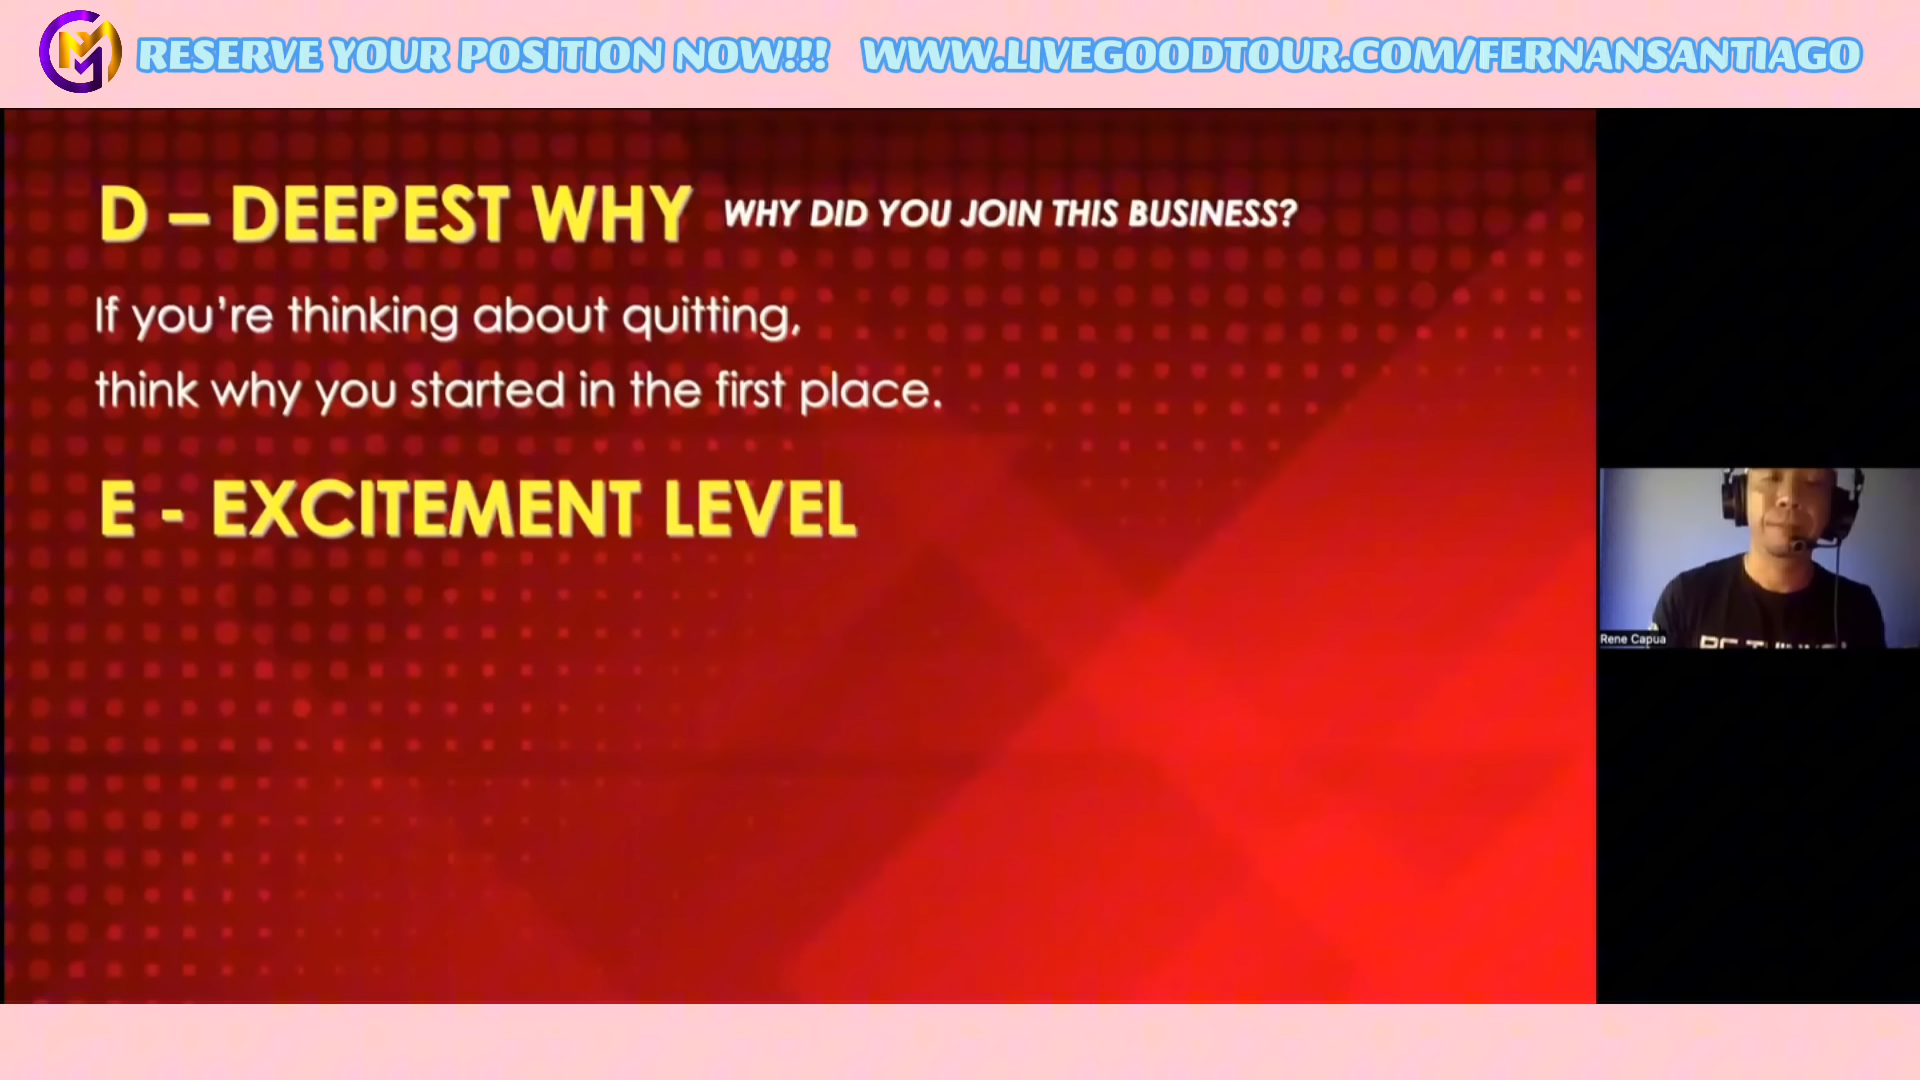 RESERVE YOUR POSITION NOW!!! WWW.LIVEGOODTOUR.COM/FERNANSANTIAGO
D – DEEPEST WHY WHY DID YOU JOIN THIS BUSINESS?
If you’re thinking about quitting,
think why you started in the first place.
E - EXCITEMENT LEVEL
Rene Capua